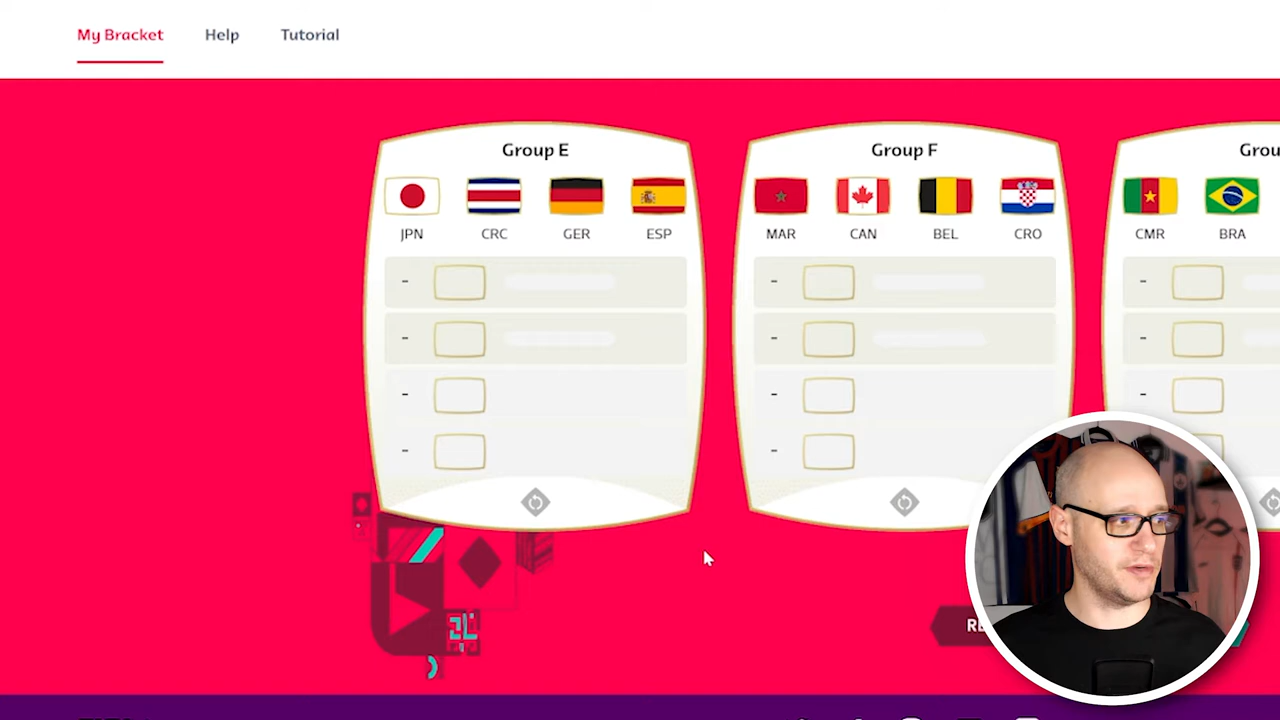 My Bracket Help Tutorial
Group E
JPN CRC GER ESP
-
-
-
-
Group F
MAR CAN BEL CRO
-
-
-
-
CMR BRA
-
-
-